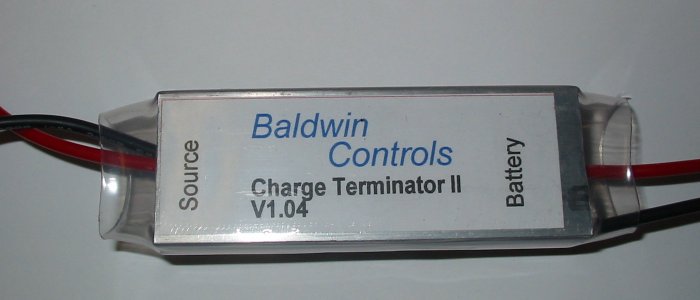 Source
Baldwin
Controls
Charge Terminator II
V1.04
Battery